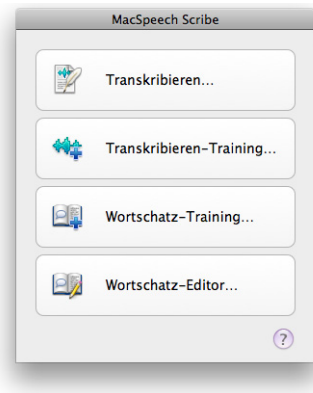 MacSpeech Scribe
Transkribieren...
Transkribieren-Training...
Wortschatz-Training...
Wortschatz-Editor...
?